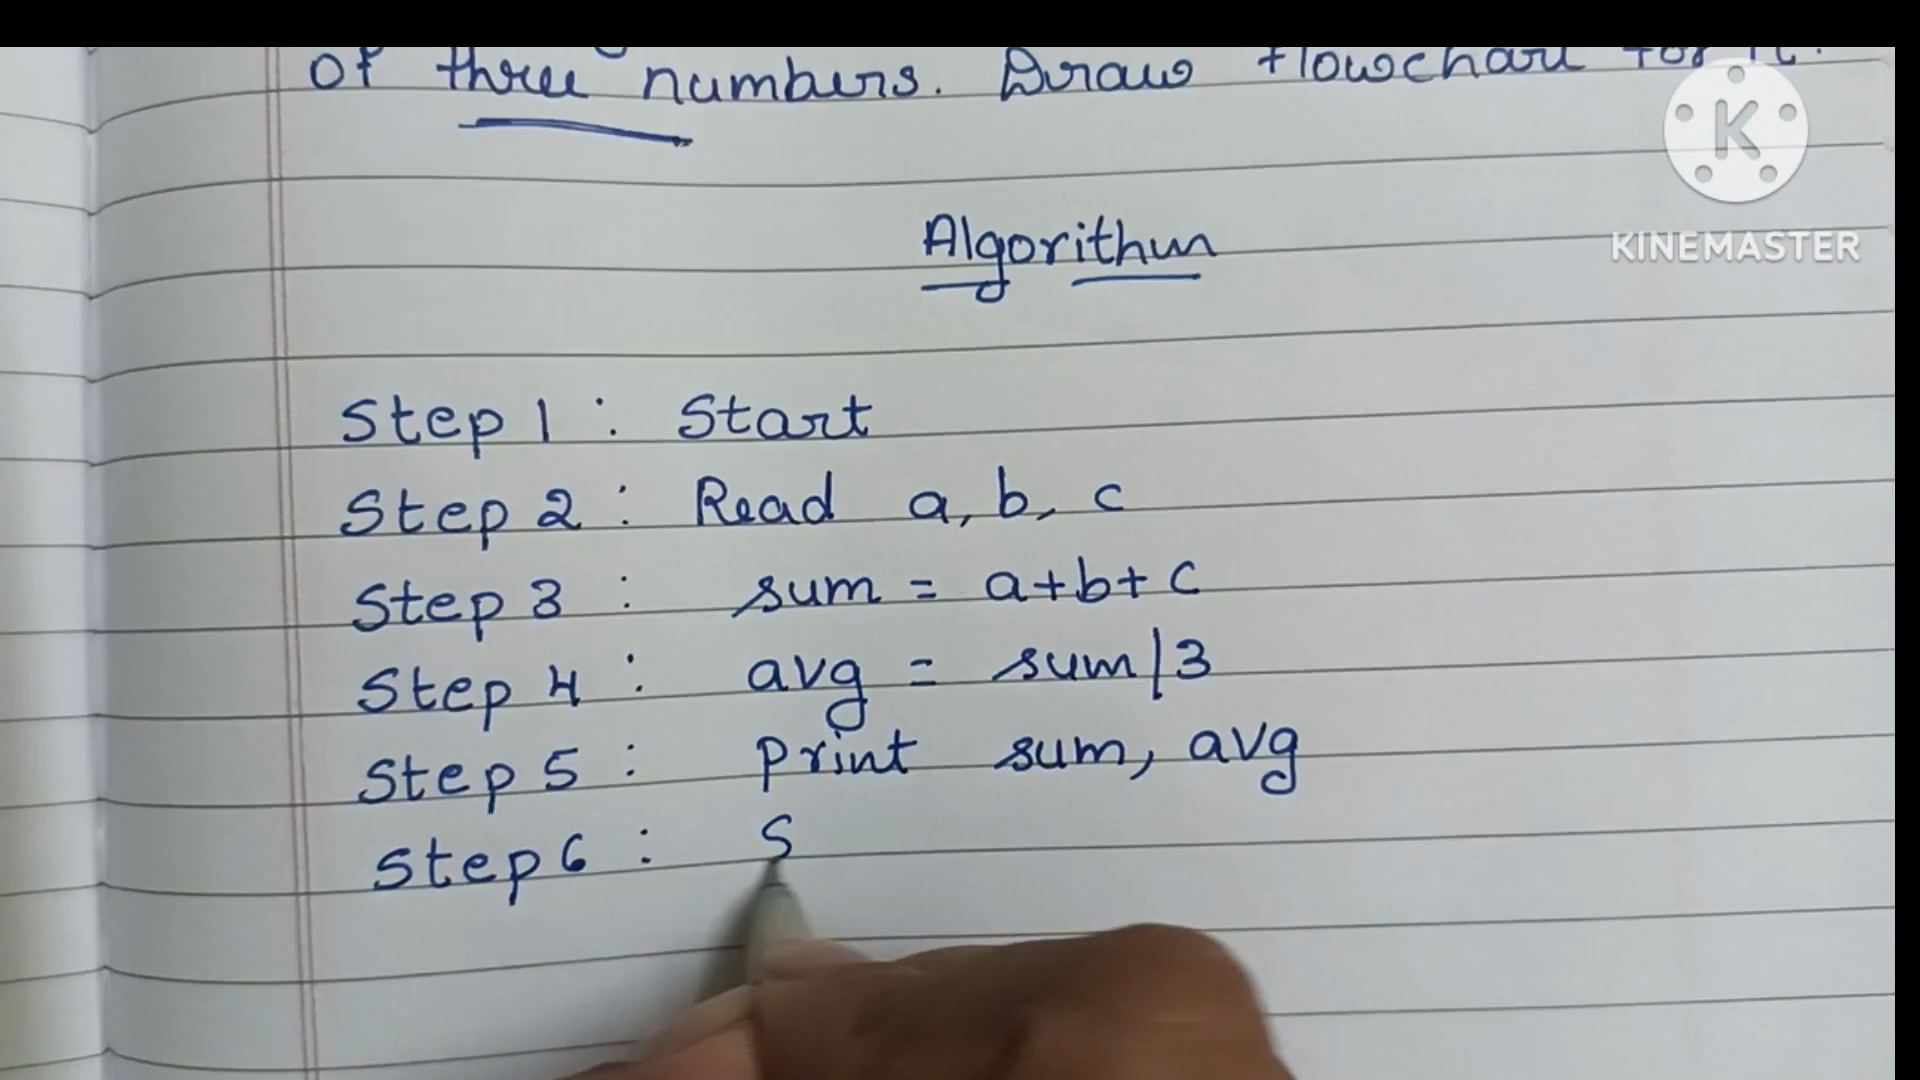 of three numbers. Draw flowchart for it.
K
KINEMASTER
Algorithm
Step 1 : Start
Step 2 : Read a, b, c
Step 3 : sum = a+b+c
Step 4 : avg = sum/3
Step 5 : print sum, avg
Step 6 : S